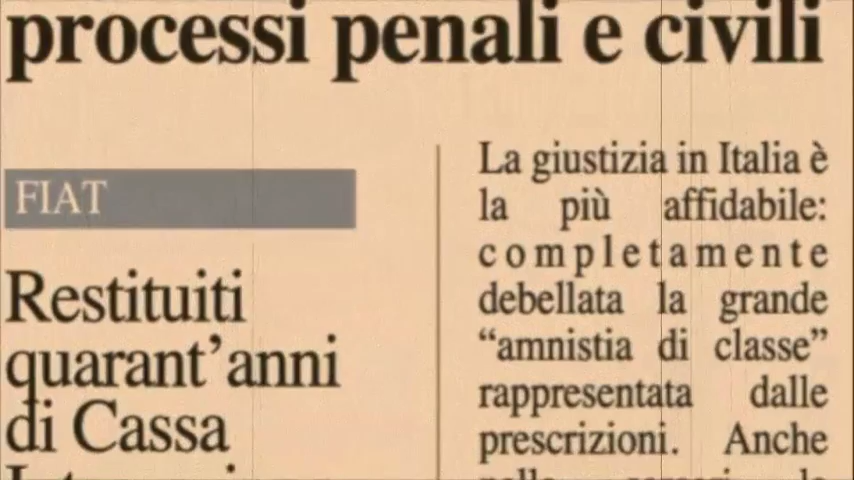 processi penali e civili
FIAT
Restituiti
quarant’anni
di Cassa
La giustizia in Italia è
la più affidabile:
completamente
debellata la grande
“amnistia di classe”
rappresentata dalle
prescrizioni. Anche